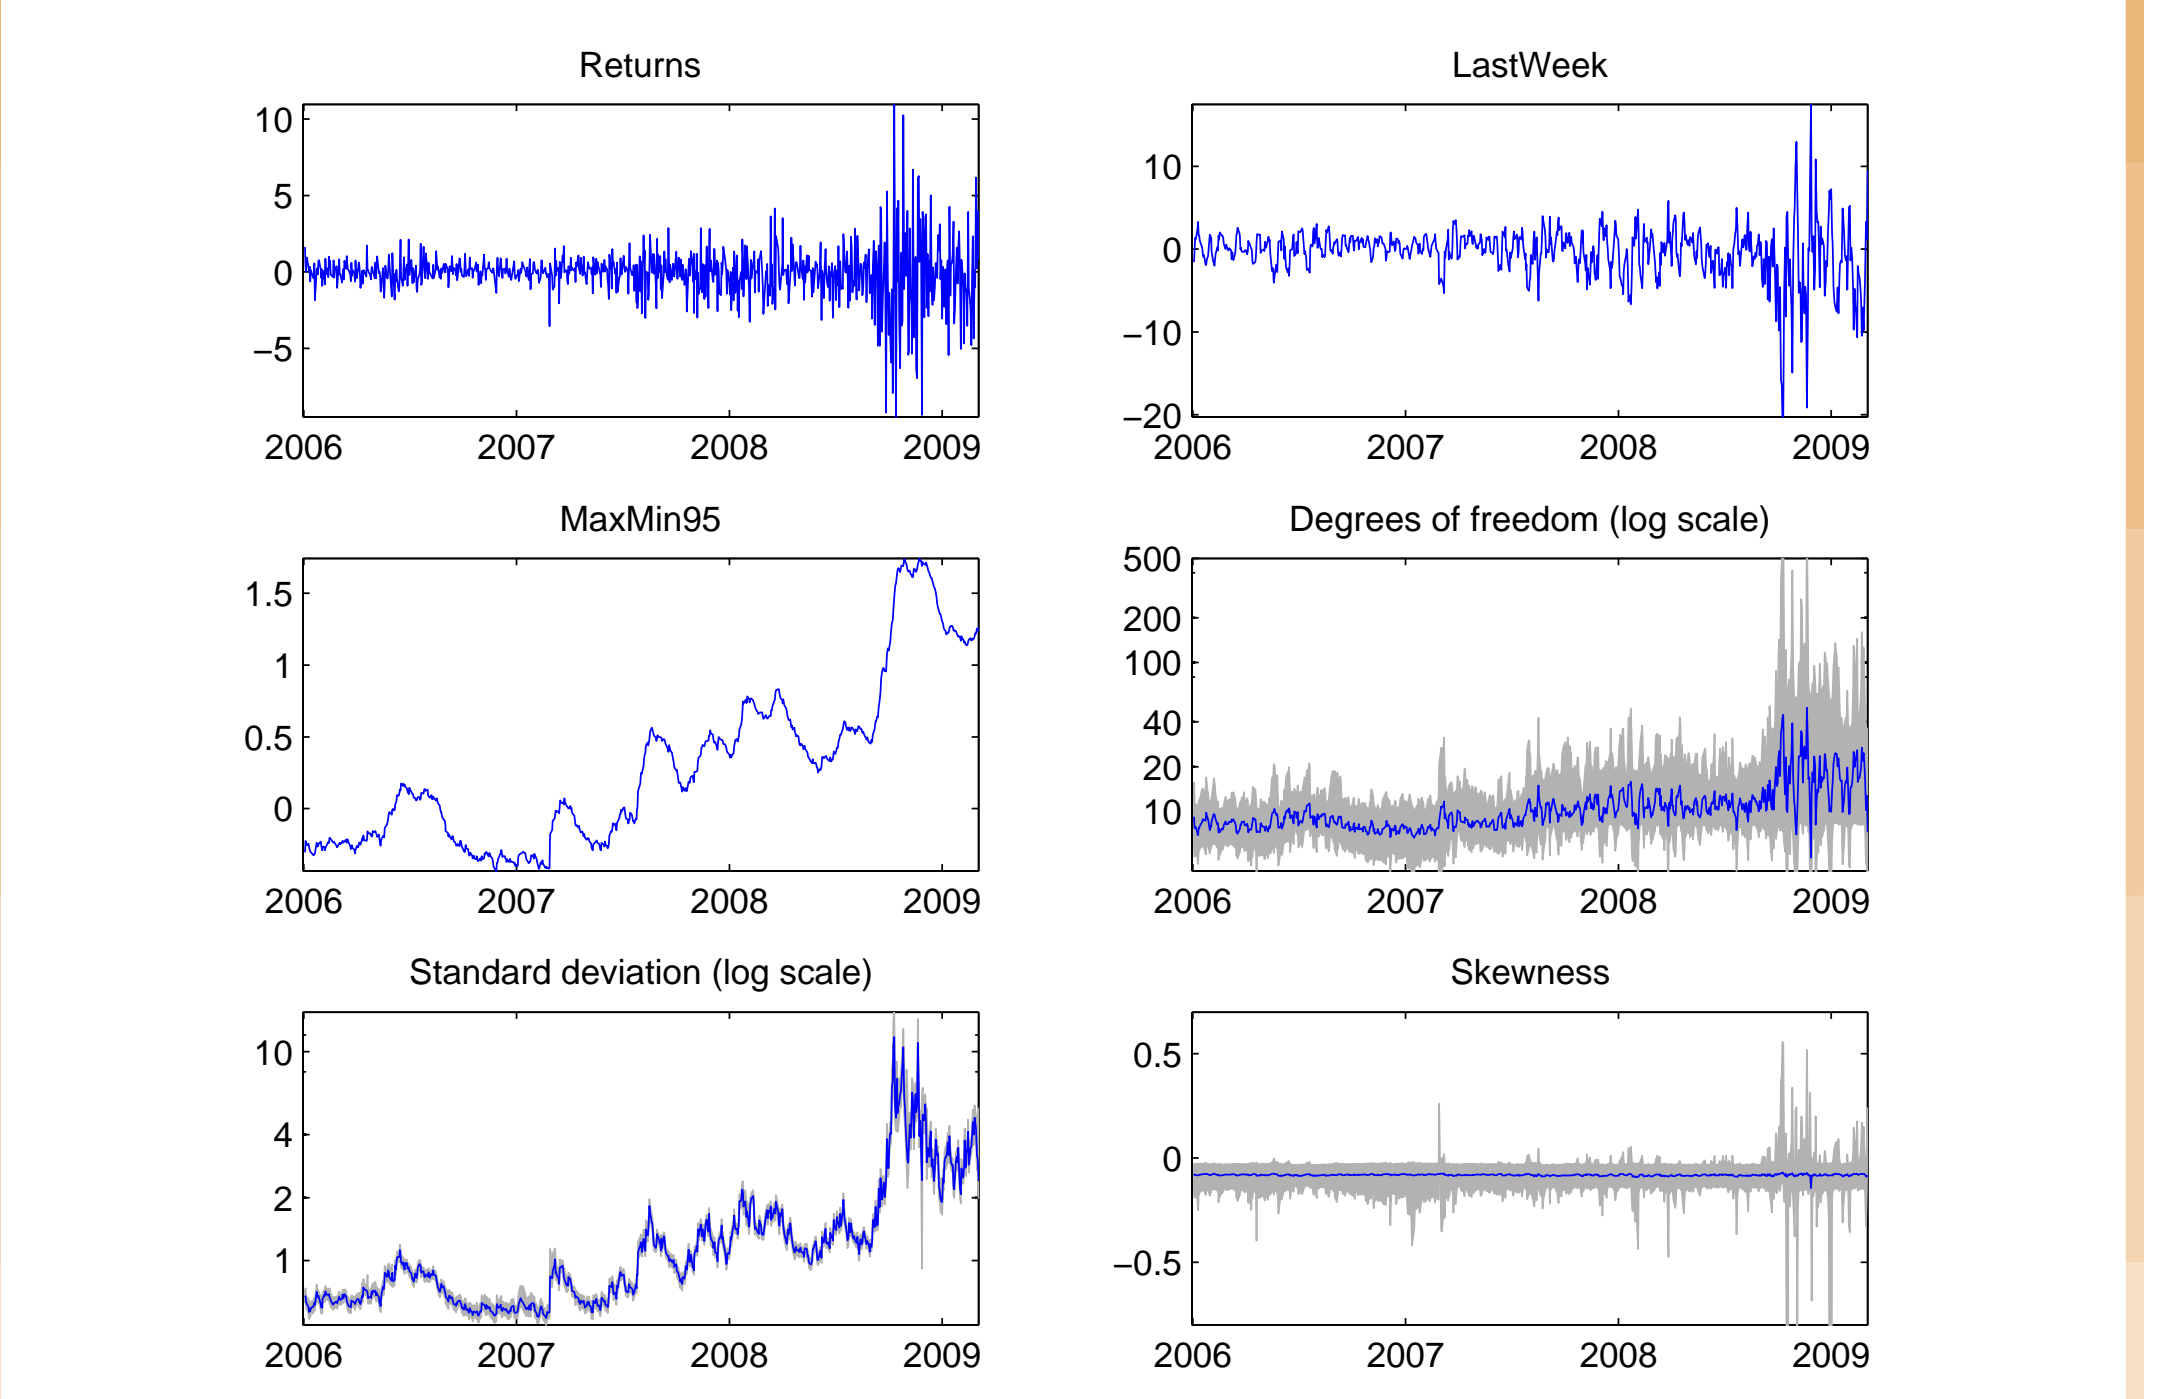 Returns
10
5
0
−5
2006 2007 2008 2009
LastWeek
10
0
−10
−20
2006 2007 2008 2009
MaxMin95
1.5
1
0.5
0
2006 2007 2008 2009
Degrees of freedom (log scale)
500
200
100
40
20
10
2006 2007 2008 2009
Standard deviation (log scale)
10
4
2
1
2006 2007 2008 2009
Skewness
0.5
0
−0.5
2006 2007 2008 2009